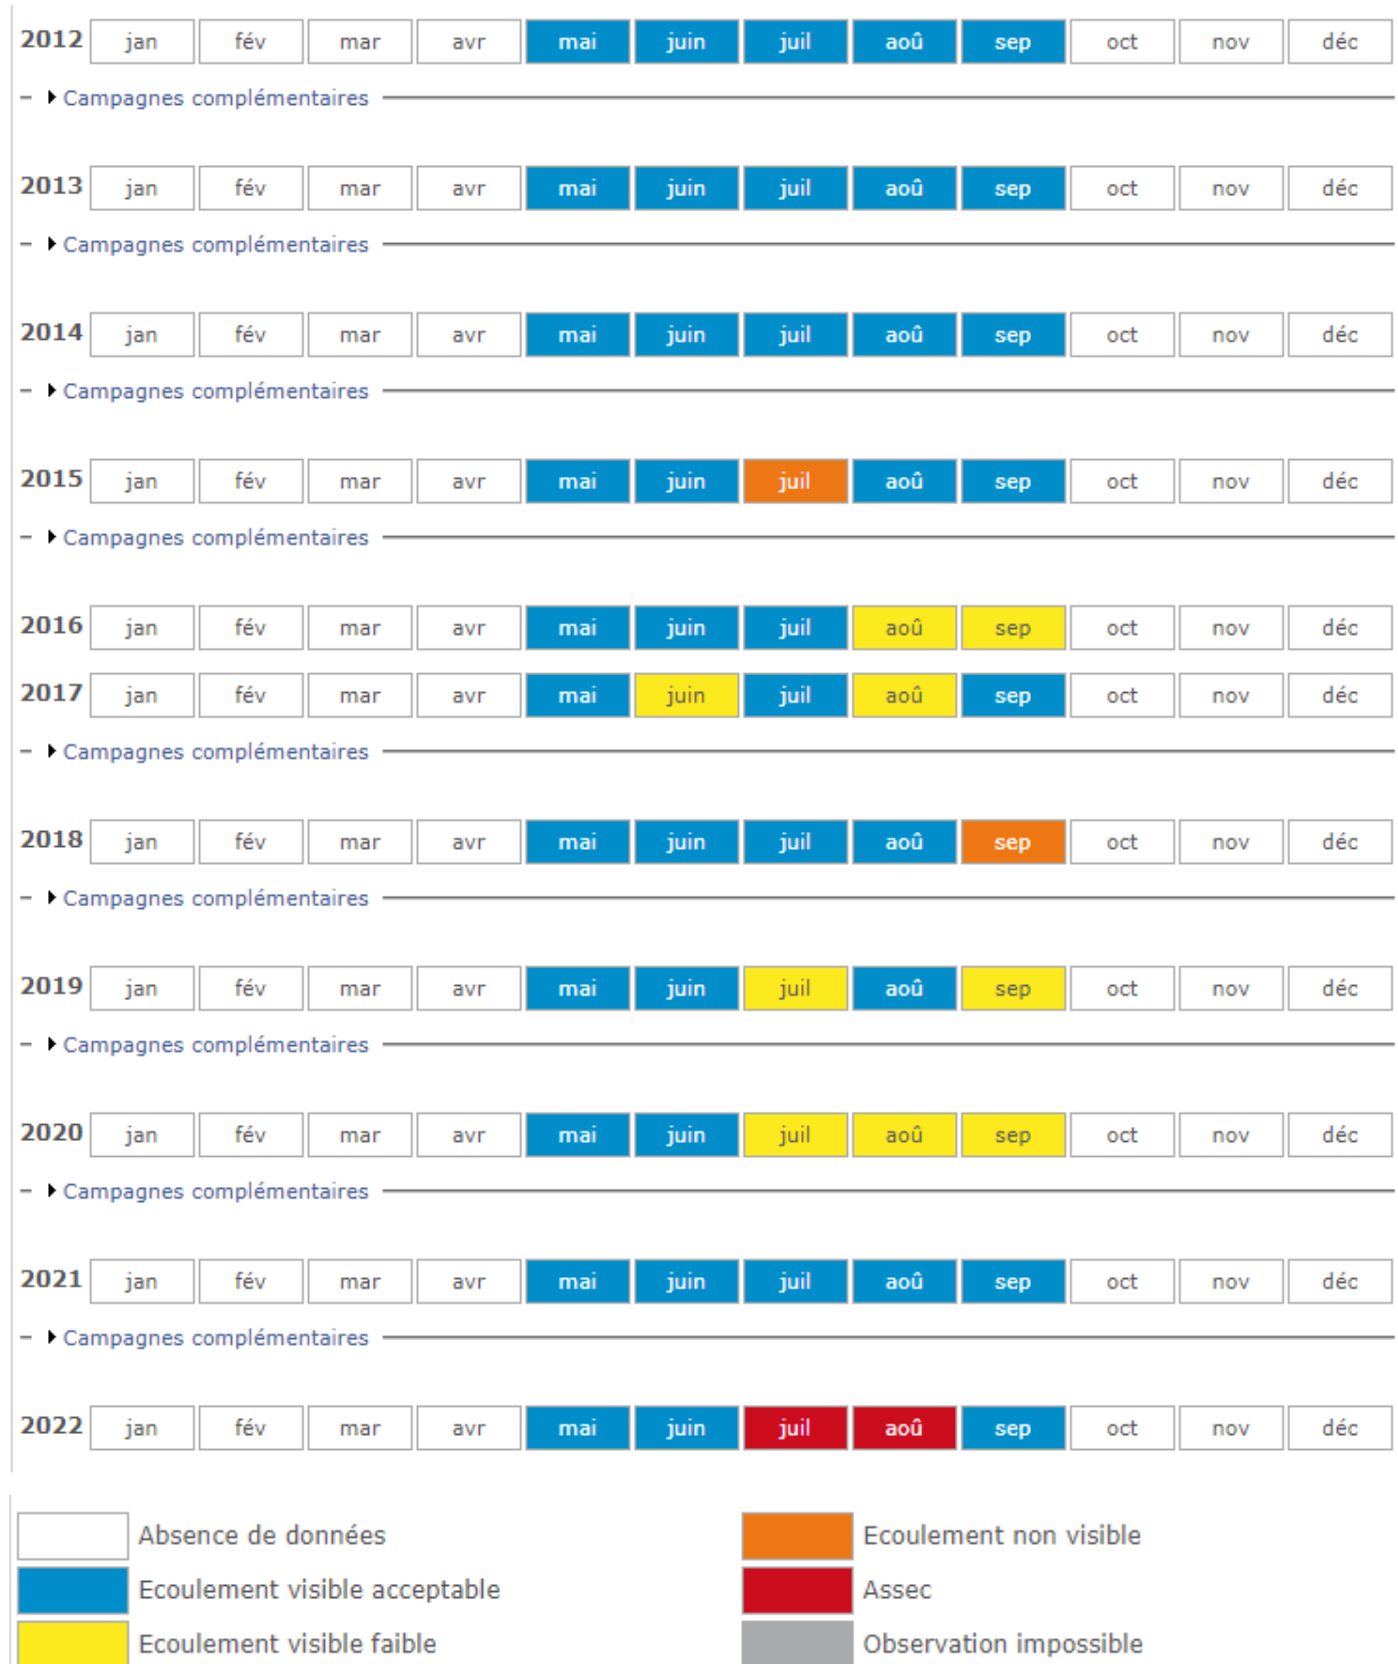 2012 jan fév mar avr mai juin juil aoû sep oct nov déc
Campagnes complémentaires
2013 jan fév mar avr mai juin juil aoû sep oct nov déc
Campagnes complémentaires
2014 jan fév mar avr mai juin juil aoû sep oct nov déc
Campagnes complémentaires
2015 jan fév mar avr mai juin juil aoû sep oct nov déc
Campagnes complémentaires
2016 jan fév mar avr mai juin juil aoû sep oct nov déc
2017 jan fév mar avr mai juin juil aoû sep oct nov déc
Campagnes complémentaires
2018 jan fév mar avr mai juin juil aoû sep oct nov déc
Campagnes complémentaires
2019 jan fév mar avr mai juin juil aoû sep oct nov déc
Campagnes complémentaires
2020 jan fév mar avr mai juin juil aoû sep oct nov déc
Campagnes complémentaires
2021 jan fév mar avr mai juin juil aoû sep oct nov déc
Campagnes complémentaires
2022 jan fév mar avr mai juin juil aoû sep oct nov déc
Absence de données Ecoulement non visible
Ecoulement visible acceptable Assec
Ecoulement visible faible Observation impossible